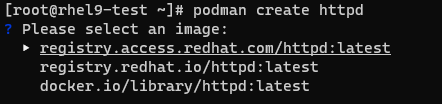 [root@rhel9-test ~]# podman create httpd
? Please select an image:
▸ registry.access.redhat.com/httpd:latest
registry.redhat.io/httpd:latest
docker.io/library/httpd:latest